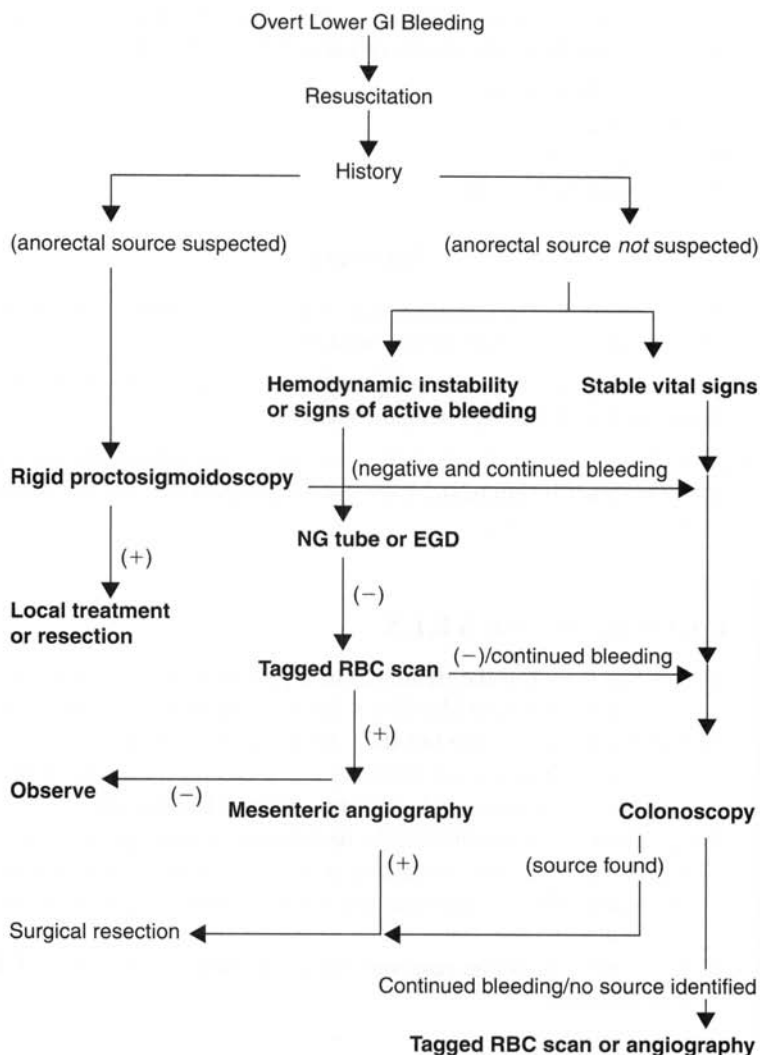 Overt Lower GI Bleeding
Resuscitation
History
(anorectal source suspected)
(anorectal source not suspected)
Hemodynamic instability
or signs of active bleeding
Stable vital signs
Rigid proctosigmoidoscopy
(negative and continued bleeding
NG tube or EGD
(+)
(−)
Local treatment
or resection
Tagged RBC scan
(−)/continued bleeding
(+)
Observe
(−)
Mesenteric angiography
Colonoscopy
(+)
(source found)
Surgical resection
Continued bleeding/no source identified
Tagged RBC scan or angiography